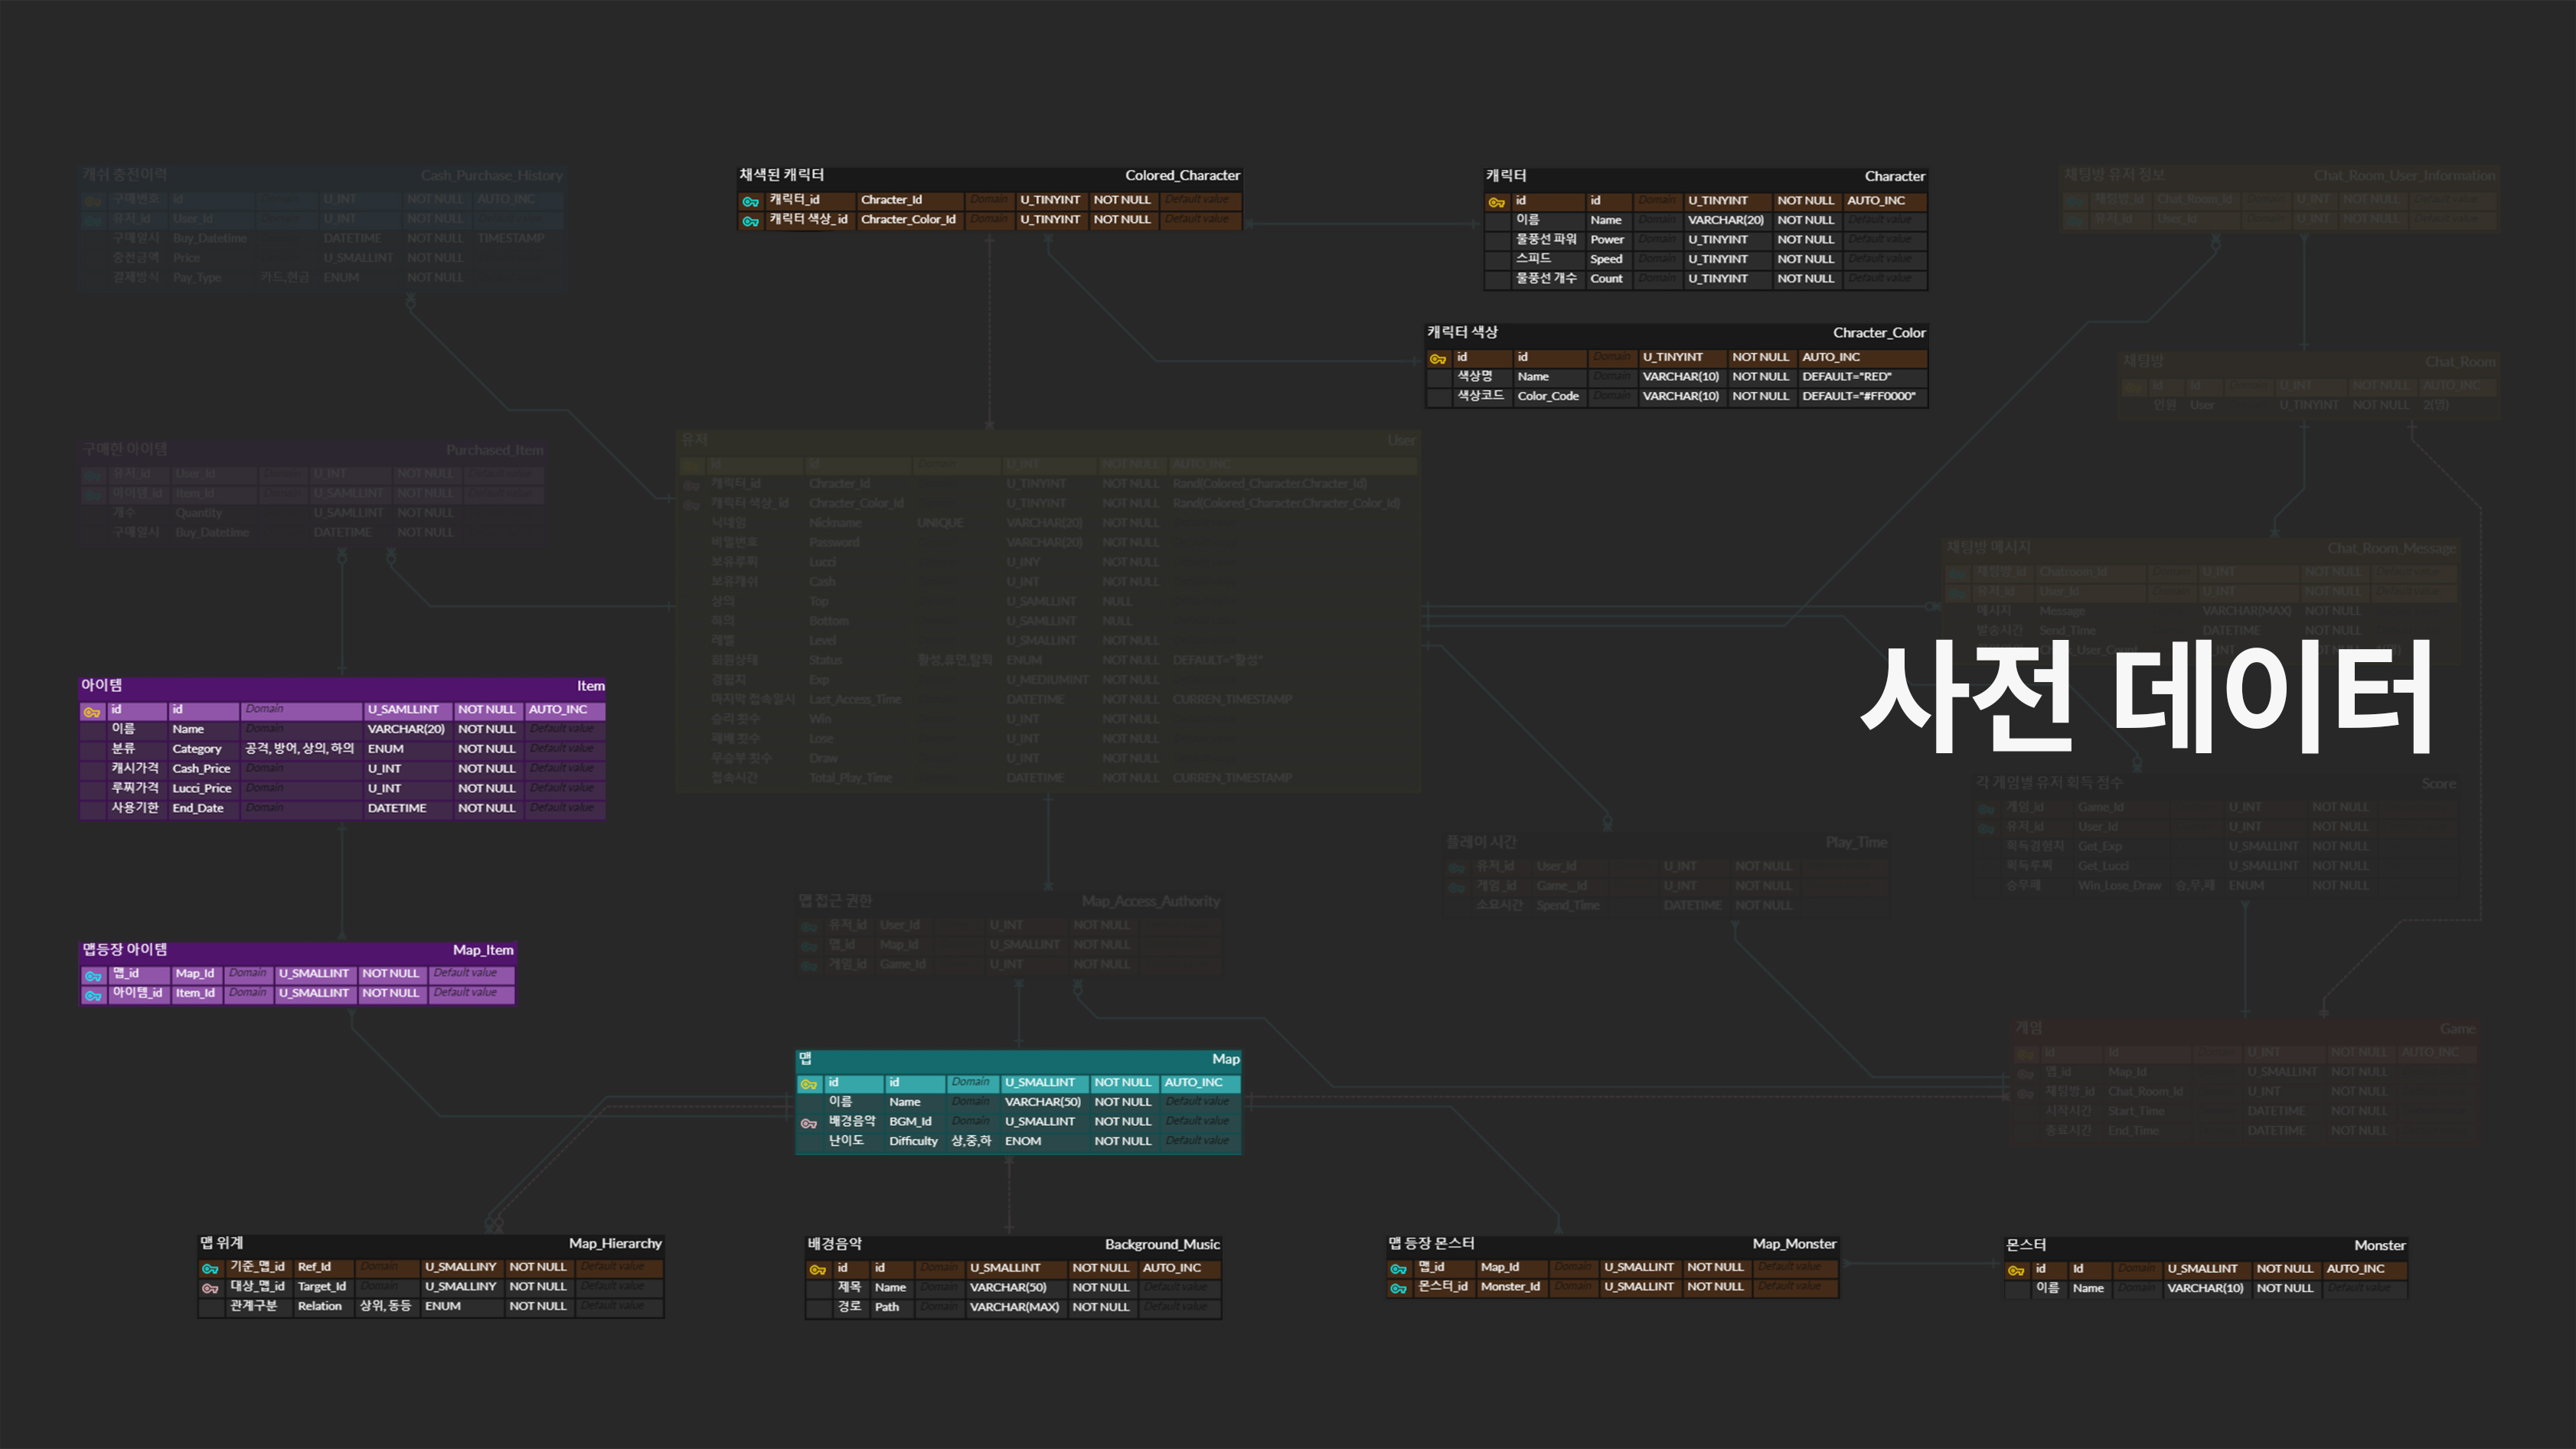 캐쉬 충전이력 Cash_Purchase_History
구매번호 Id Domain U_INT NOT NULL AUTO_INC
유저_id User_Id U_INT NOT NULL
구매일시 Buy_Datetime DATETIME NOT NULL TIMESTAMP
충전금액 Price U_SMALLINT NOT NULL
결제방식 Pay_Type 카드,현금 ENUM NOT NULL
채색된 캐릭터 Colored_Character
캐릭터_id Chracter_Id Domain U_TINYINT NOT NULL Default value
캐릭터 색상_id Chracter_Color_Id Domain U_TINYINT NOT NULL Default value
캐릭터 Character
id id Domain U_TINYINT NOT NULL AUTO_INC
이름 Name Domain VARCHAR(20) NOT NULL Default value
물풍선 파워 Power Domain U_TINYINT NOT NULL Default value
스피드 Speed Domain U_TINYINT NOT NULL Default value
물풍선 개수 Count Domain U_TINYINT NOT NULL Default value
채팅방 유저 정보 Chat_Room_User_Information
채팅방_id Chat_Room_Id Domain U_INT NOT NULL Default value
유저_id User_Id Domain U_INT NOT NULL Default value
캐릭터 색상 Chracter_Color
id id Domain U_TINYINT NOT NULL AUTO_INC
색상명 Name Domain VARCHAR(10) NOT NULL DEFAULT="RED"
색상코드 Color_Code Domain VARCHAR(10) NOT NULL DEFAULT="#FF0000"
채팅방 Chat_Room
Id Id Domain U_INT NOT NULL AUTO_INC
인원 User U_TINYINT NOT NULL 2(명)
구매한 아이템 Purchased_Item
유저_id User_Id Domain U_INT NOT NULL Default value
아이템_id Item_Id Domain U_SAMLLINT NOT NULL Default value
개수 Quantity U_SAMLLINT NOT NULL
구매일시 Buy_Datetime DATETIME NOT NULL
유저 User
Id Id Domain U_INT NOT NULL AUTO_INC
캐릭터_id Chracter_Id U_TINYINT NOT NULL Rand(Colored_Character.Chracter_Id)
캐릭터 색상_id Chracter_Color_Id U_TINYINT NOT NULL Rand(Colored_Character.Chracter_Color_Id)
닉네임 Nickname UNIQUE VARCHAR(20) NOT NULL
비밀번호 Password VARCHAR(20) NOT NULL
보유루찌 Lucci U_INY NOT NULL
보유캐쉬 Cash U_INT NOT NULL
상의 Top U_SAMLLINT NULL
하의 Bottom U_SAMLLINT NULL
레벨 Level U_SMALLINT NOT NULL
회원상태 Status 활성,휴면,탈퇴 ENUM NOT NULL DEFAULT="활성"
경험치 Exp U_MEDIUMINT NOT NULL
마지막 접속일시 Last_Access_Time DATETIME NOT NULL CURREN_TIMESTAMP
승리 횟수 Win U_INT NOT NULL
패배 횟수 Lose U_INT NOT NULL
무승부 횟수 Draw U_INT NOT NULL
접속시간 Total_Play_Time DATETIME NOT NULL CURREN_TIMESTAMP
채팅방 메시지 Chat_Room_Message
채팅방_id Chatroom_id Domain U_INT NOT NULL Default value
유저_id User_Id Domain U_INT NOT NULL Default value
메시지 Message VARCHAR(MAX) NOT NULL
발송시간 Send_Time DATETIME NOT NULL
사전 데이터
아이템 Item
id id Domain U_SAMLLINT NOT NULL AUTO_INC
이름 Name Domain VARCHAR(20) NOT NULL Default value
분류 Category 공격, 방어, 상의, 하의 ENUM NOT NULL Default value
캐시가격 Cash_Price Domain U_INT NOT NULL Default value
루찌가격 Lucci_Price Domain U_INT NOT NULL Default value
사용기한 End_Date Domain DATETIME NOT NULL Default value
각 게임별 유저 획득 점수 Score
게임_id Game_Id U_INT NOT NULL
유저_id User_Id U_INT NOT NULL
획득경험치 Get_Exp U_SMALLINT NOT NULL
획득루찌 Get_Lucci U_SMALLINT NOT NULL
승무패 Win_Lose_Draw 승,무,패 ENUM NOT NULL
플레이 시간 Play_Time
유저_id User_Id U_INT NOT NULL
게임_id Game__Id U_INT NOT NULL
소요시간 Spend_Time DATETIME NOT NULL
맵 접근 권한 Map_Access_Authority
유저_id User_Id U_INT NOT NULL
맵_id Map_Id U_SMALLINT NOT NULL
게임_id Game_Id U_INT NOT NULL
맵등장 아이템 Map_Item
맵_id Map_Id Domain U_SMALLINT NOT NULL Default value
아이템_id Item_Id Domain U_SMALLINT NOT NULL Default value
맵 Map
id id Domain U_SMALLINT NOT NULL AUTO_INC
이름 Name Domain VARCHAR(50) NOT NULL Default value
배경음악 BGM_Id Domain U_SMALLINT NOT NULL Default value
난이도 Difficulty 상,중,하 ENOM NOT NULL Default value
게임 Game
Id Id Domain U_INT NOT NULL AUTO_INC
맵_id Map_Id U_SMALLINT NOT NULL
채팅방_id Chat_Room_Id U_INT NOT NULL
시작시간 Start_Time DATETIME NOT NULL
종료시간 End_Time DATETIME NOT NULL
맵 위계 Map_Hierarchy
기준_맵_id Ref_Id Domain U_SMALLINY NOT NULL Default value
대상_맵_id Target_Id Domain U_SMALLINY NOT NULL Default value
관계구분 Relation 상위, 동등 ENUM NOT NULL Default value
배경음악 Background_Music
id id Domain U_SMALLINT NOT NULL AUTO_INC
제목 Name Domain VARCHAR(50) NOT NULL Default value
경로 Path Domain VARCHAR(MAX) NOT NULL Default value
맵 등장 몬스터 Map_Monster
맵_id Map_Id Domain U_SMALLINT NOT NULL Default value
몬스터_id Monster_Id Domain U_SMALLINT NOT NULL Default value
몬스터 Monster
id Id Domain U_SMALLINT NOT NULL AUTO_INC
이름 Name Domain VARCHAR(10) NOT NULL Default value